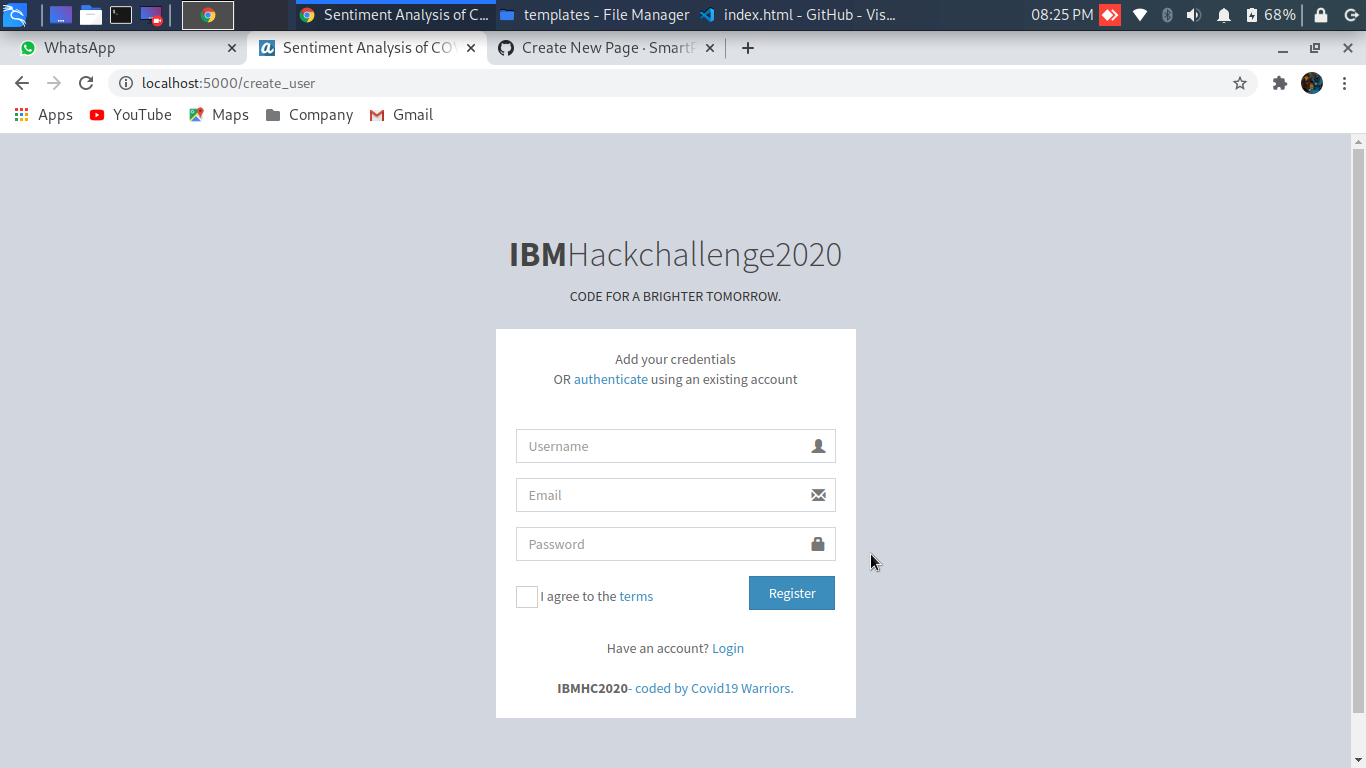 Sentiment Analysis of C... templates - File Manager index.html - GitHub - Vis... 08:25 PM 68%
WhatsApp Sentiment Analysis of COV Create New Page · SmartP
localhost:5000/create_user
Apps YouTube Maps Company Gmail
IBMHackchallenge2020
CODE FOR A BRIGHTER TOMORROW.
Add your credentials
OR authenticate using an existing account
Username
Email
Password
I agree to the terms Register
Have an account? Login
IBMHC2020- coded by Covid19 Warriors.